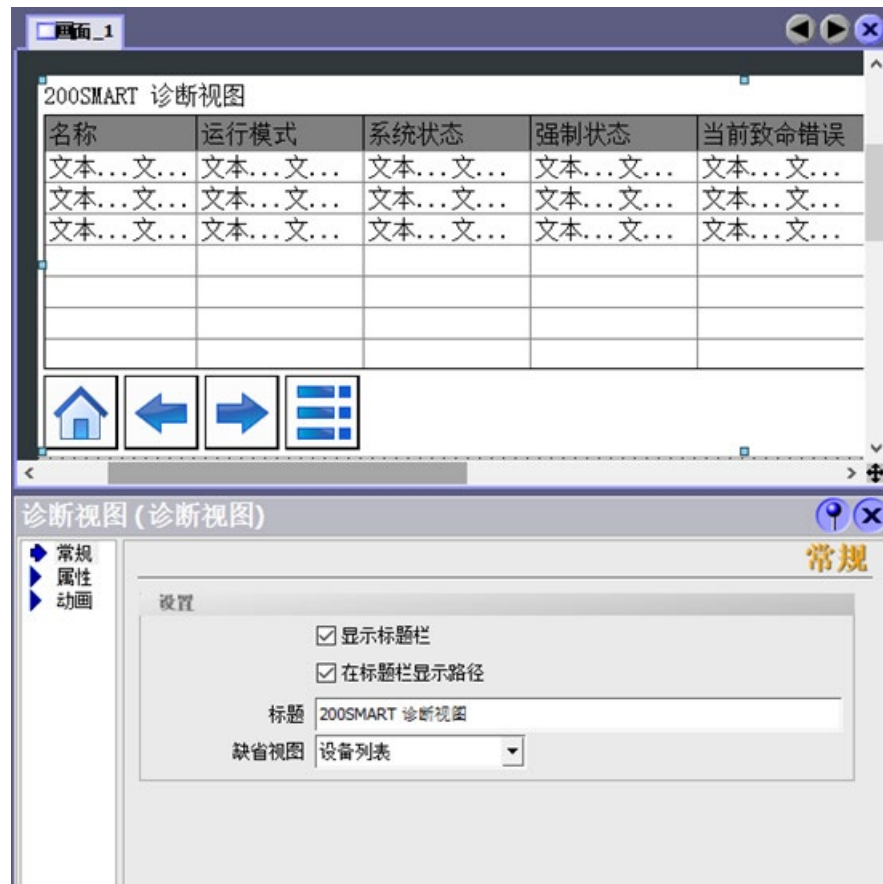 画面_1
200SMART 诊断视图
名称 运行模式 系统状态 强制状态 当前致命错误
文本...文... 文本...文... 文本...文... 文本...文... 文本...文...
文本...文... 文本...文... 文本...文... 文本...文... 文本...文...
文本...文... 文本...文... 文本...文... 文本...文... 文本...文...
诊断视图(诊断视图)
常规
属性
动画
常规
设置
显示标题栏
在标题栏显示路径
标题 200SMART 诊断视图
缺省视图 设备列表